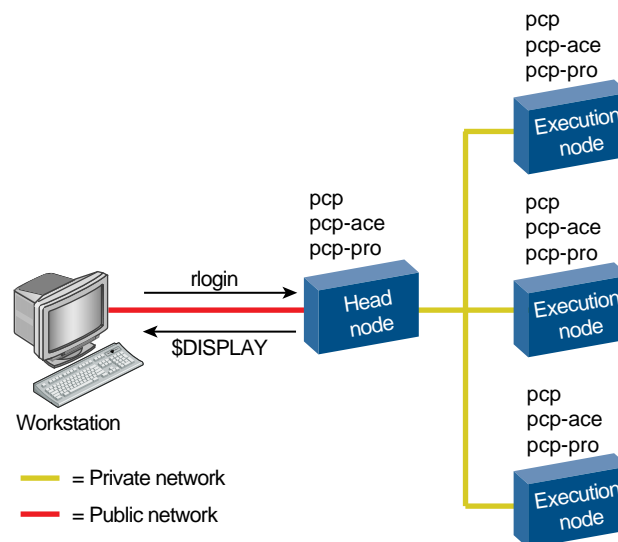 pcp
pcp-ace
pcp-pro
Execution
node
pcp
pcp-ace
pcp-pro
rlogin
Head
node
$DISPLAY
Workstation
pcp
pcp-ace
pcp-pro
Execution
node
pcp
pcp-ace
pcp-pro
Execution
node
= Private network
= Public network